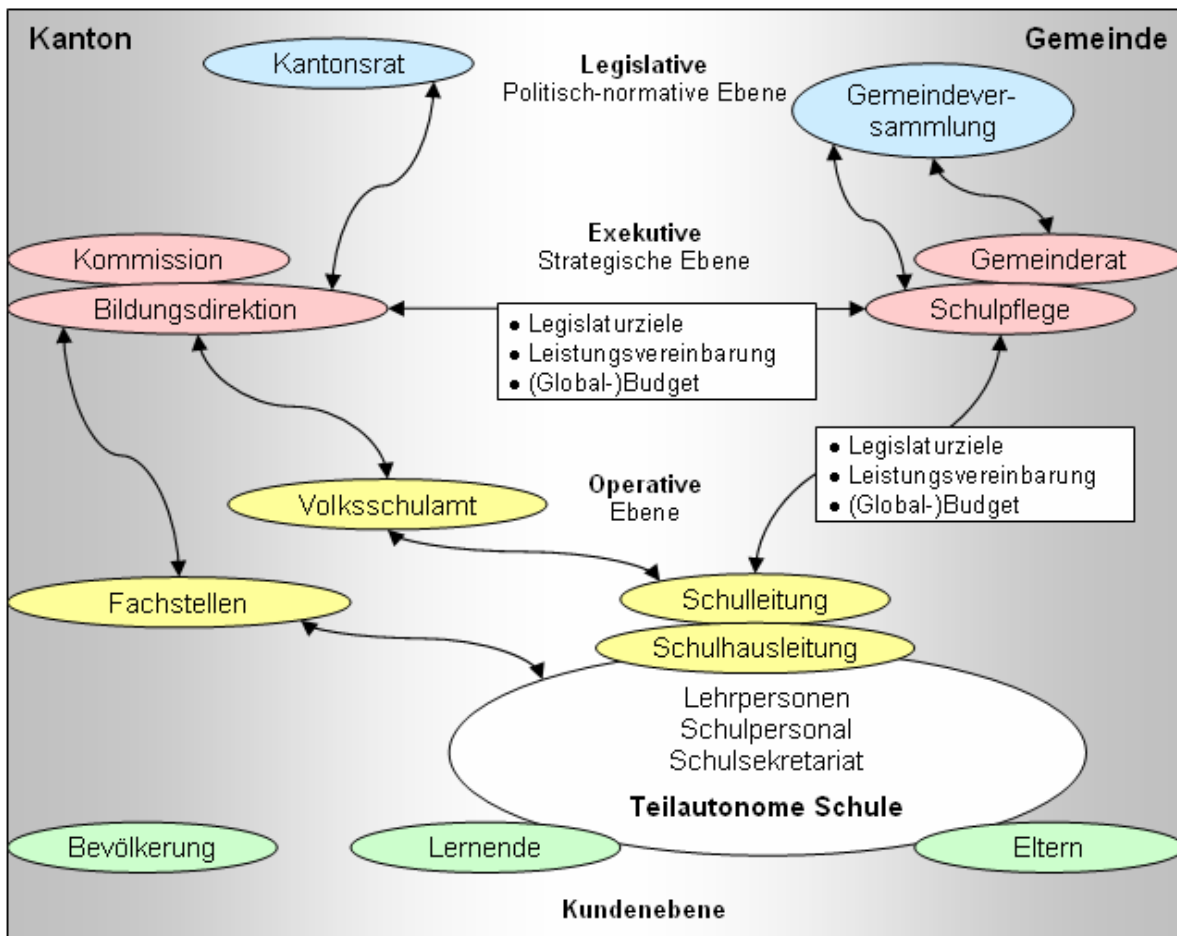 Kanton
Gemeinde
Kantonsrat
Legislative
Politisch-normative Ebene
Gemeindever-
sammlung
Exekutive
Strategische Ebene
Kommission
Gemeinderat
Bildungsdirektion
Schulpflege
● Legislaturziele
● Leistungsvereinbarung
● (Global-)Budget
● Legislaturziele
● Leistungsvereinbarung
● (Global-)Budget
Volksschulamt
Operative
Ebene
Fachstellen
Schulleitung
Schulhausleitung
Lehrpersonen
Schulpersonal
Schulsekretariat
Teilautonome Schule
Bevölkerung
Lernende
Eltern
Kundenebene